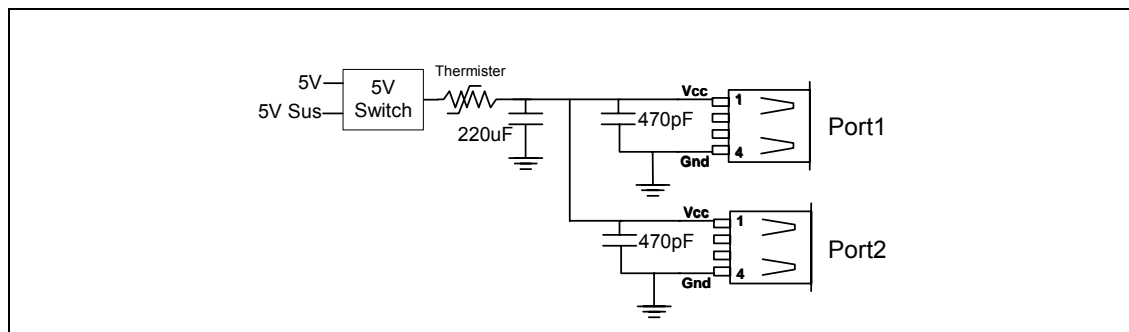 Thermister
5V
5V Sus
5V
Switch
220uF
470pF
Vcc
1
4
Gnd
Port1
470pF
Vcc
1
4
Gnd
Port2